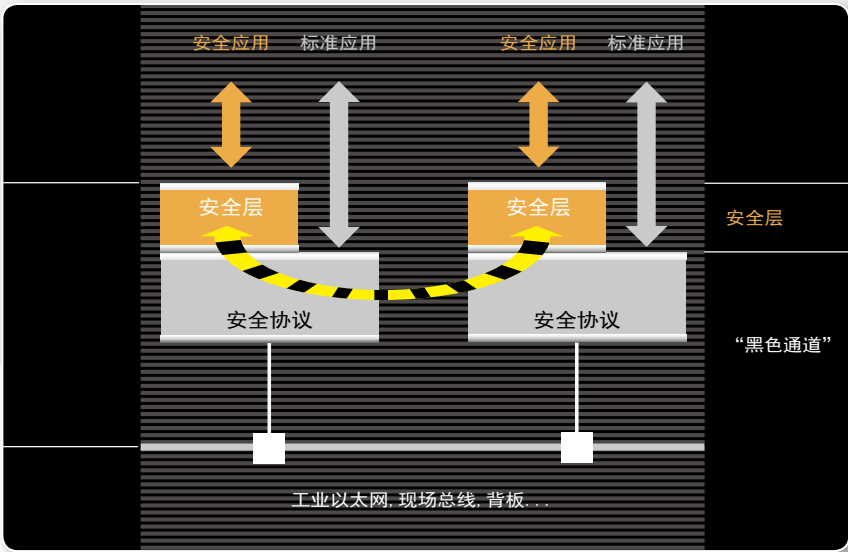 安全应用 标准应用 安全应用 标准应用
安全层 安全层 安全层
安全协议 安全协议
“黑色通道”
工业以太网,现场总线,背板...